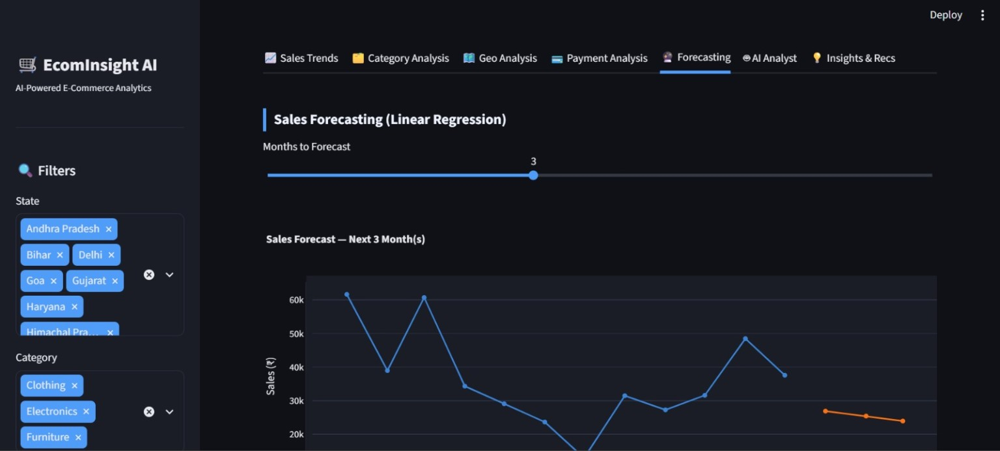 Deploy
EcomInsight AI
AI-Powered E-Commerce Analytics
Filters
State
Andhra Pradesh ×
Bihar × Delhi ×
Goa × Gujarat ×
Haryana ×
Himachal Pra... ×
Category
Clothing ×
Electronics ×
Furniture ×
Sales Trends Category Analysis Geo Analysis Payment Analysis Forecasting AI Analyst Insights & Recs
Sales Forecasting (Linear Regression)
Months to Forecast
3
Sales Forecast — Next 3 Month(s)
Sales (₹)
60k
50k
40k
30k
20k